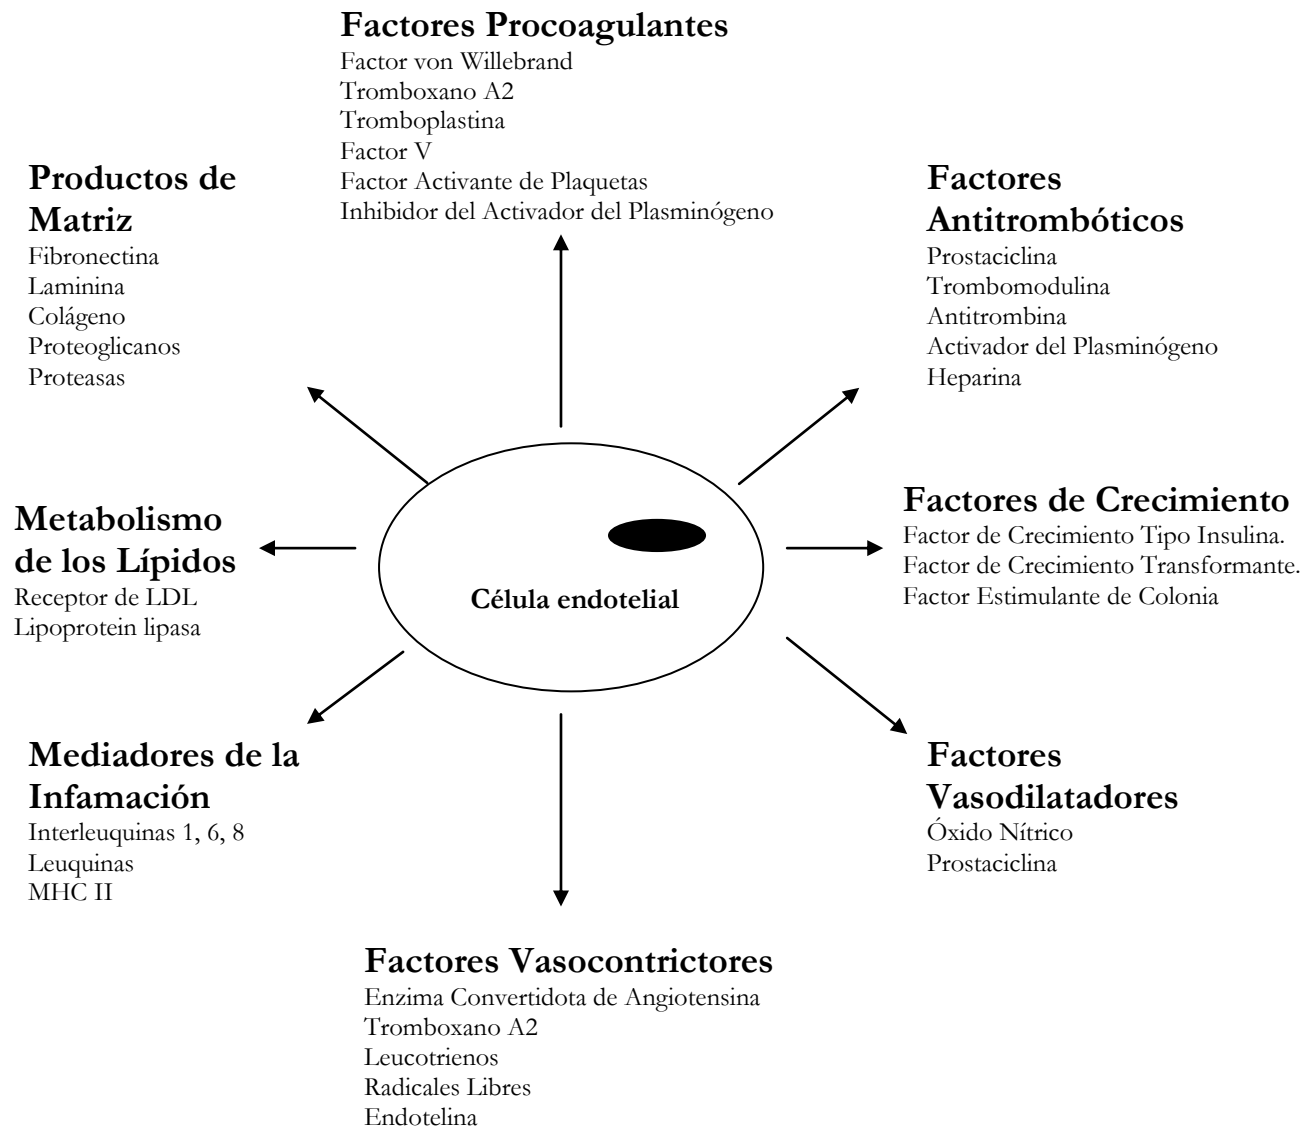 Factores Procoagulantes
Factor von Willebrand
Tromboxano A2
Tromboplastina
Factor V
Factor Activante de Plaquetas
Inhibidor del Activador del Plasminógeno
Productos de
Matriz
Fibronectina
Laminina
Colágeno
Proteoglicanos
Proteasas
Factores
Antitrombóticos
Prostaciclina
Trombomodulina
Antitrombina
Activador del Plasminógeno
Heparina
Metabolismo
de los Lípidos
Receptor de LDL
Lipoprotein lipasa
Célula endotelial
Factores de Crecimiento
Factor de Crecimiento Tipo Insulina.
Factor de Crecimiento Transformante.
Factor Estimulante de Colonia
Mediadores de la
Infamación
Interleuquinas 1, 6, 8
Leuquinas
MHC II
Factores
Vasodilatadores
Óxido Nítrico
Prostaciclina
Factores Vasocontrictores
Enzima Convertidota de Angiotensina
Tromboxano A2
Leucotrienos
Radicales Libres
Endotelina